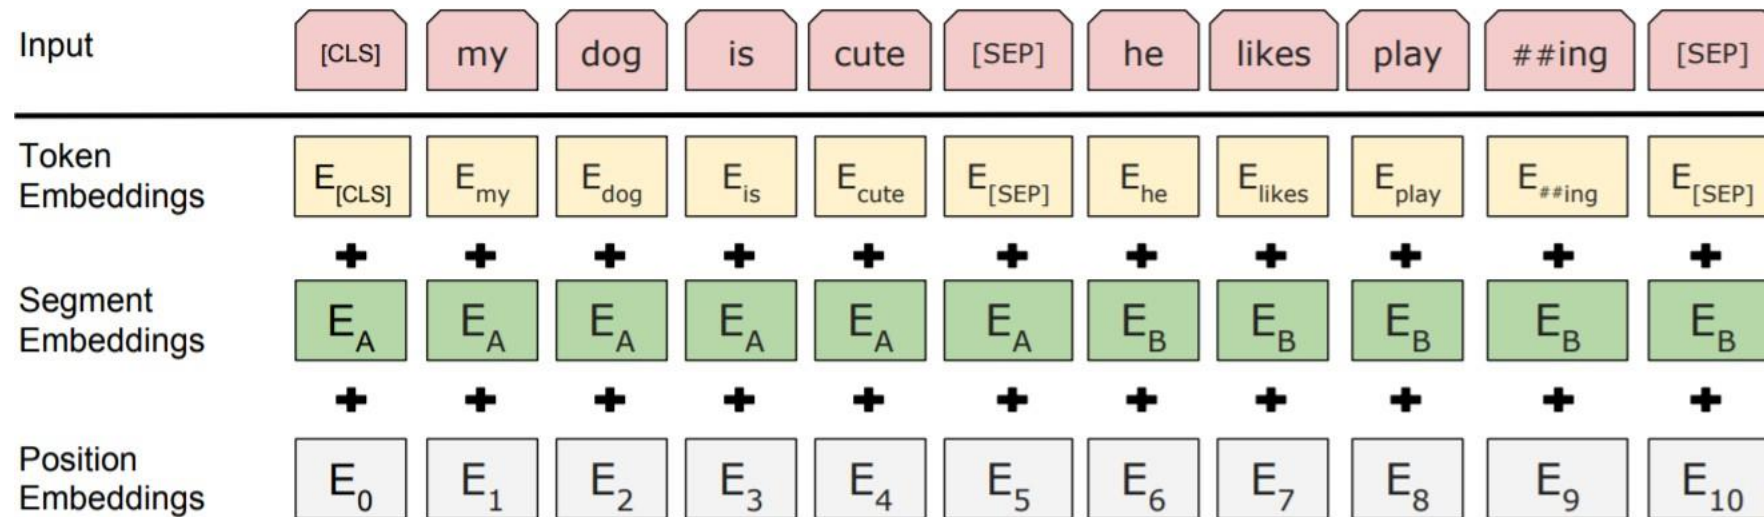 Input [CLS] my dog is cute [SEP] he likes play ##ing [SEP]
Token
Embeddings E[CLS] Emy Edog Eis Ecute E[SEP] Ehe Elikes Eplay E##ing E[SEP]
+ + + + + + + + + + +
Segment
Embeddings EA EA EA EA EA EA EB EB EB EB EB
+ + + + + + + + + + +
Position
Embeddings E0 E1 E2 E3 E4 E5 E6 E7 E8 E9 E10